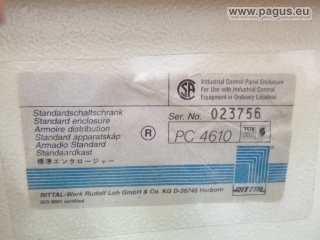 www.pagus.eu
SA
Industrial Control Panel Enclosure
For Use with Industrial Control
Equipment in Ordinary Location
Standardschaltschrank
Standard enclosure
Armoire distribution
Standard apparatskåp
Armadio Standard
Standaardkast
標準エンクロージャー
Ser. No. 023756
®
PC 4610
TÜV
RITTAL-Werk Rudolf Loh GmbH & Co. KG D-35745 Herborn
ISO 9001 certified
RITTAL